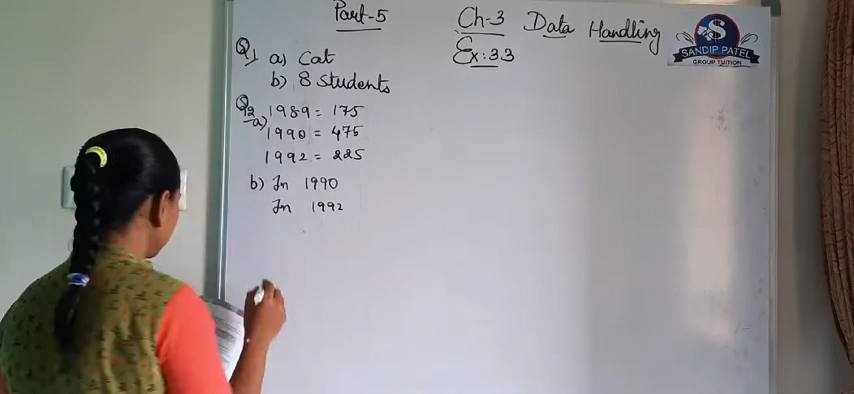 Part-5
Ch-3 Data Handling
Ex:3.3
Q1 a) Cat
b) 8 Students
Q2 a) 1989 = 175
1990 = 475
1992 = 225
b) In 1990
In 1992
S
SANDIP PATEL
GROUP TUITION